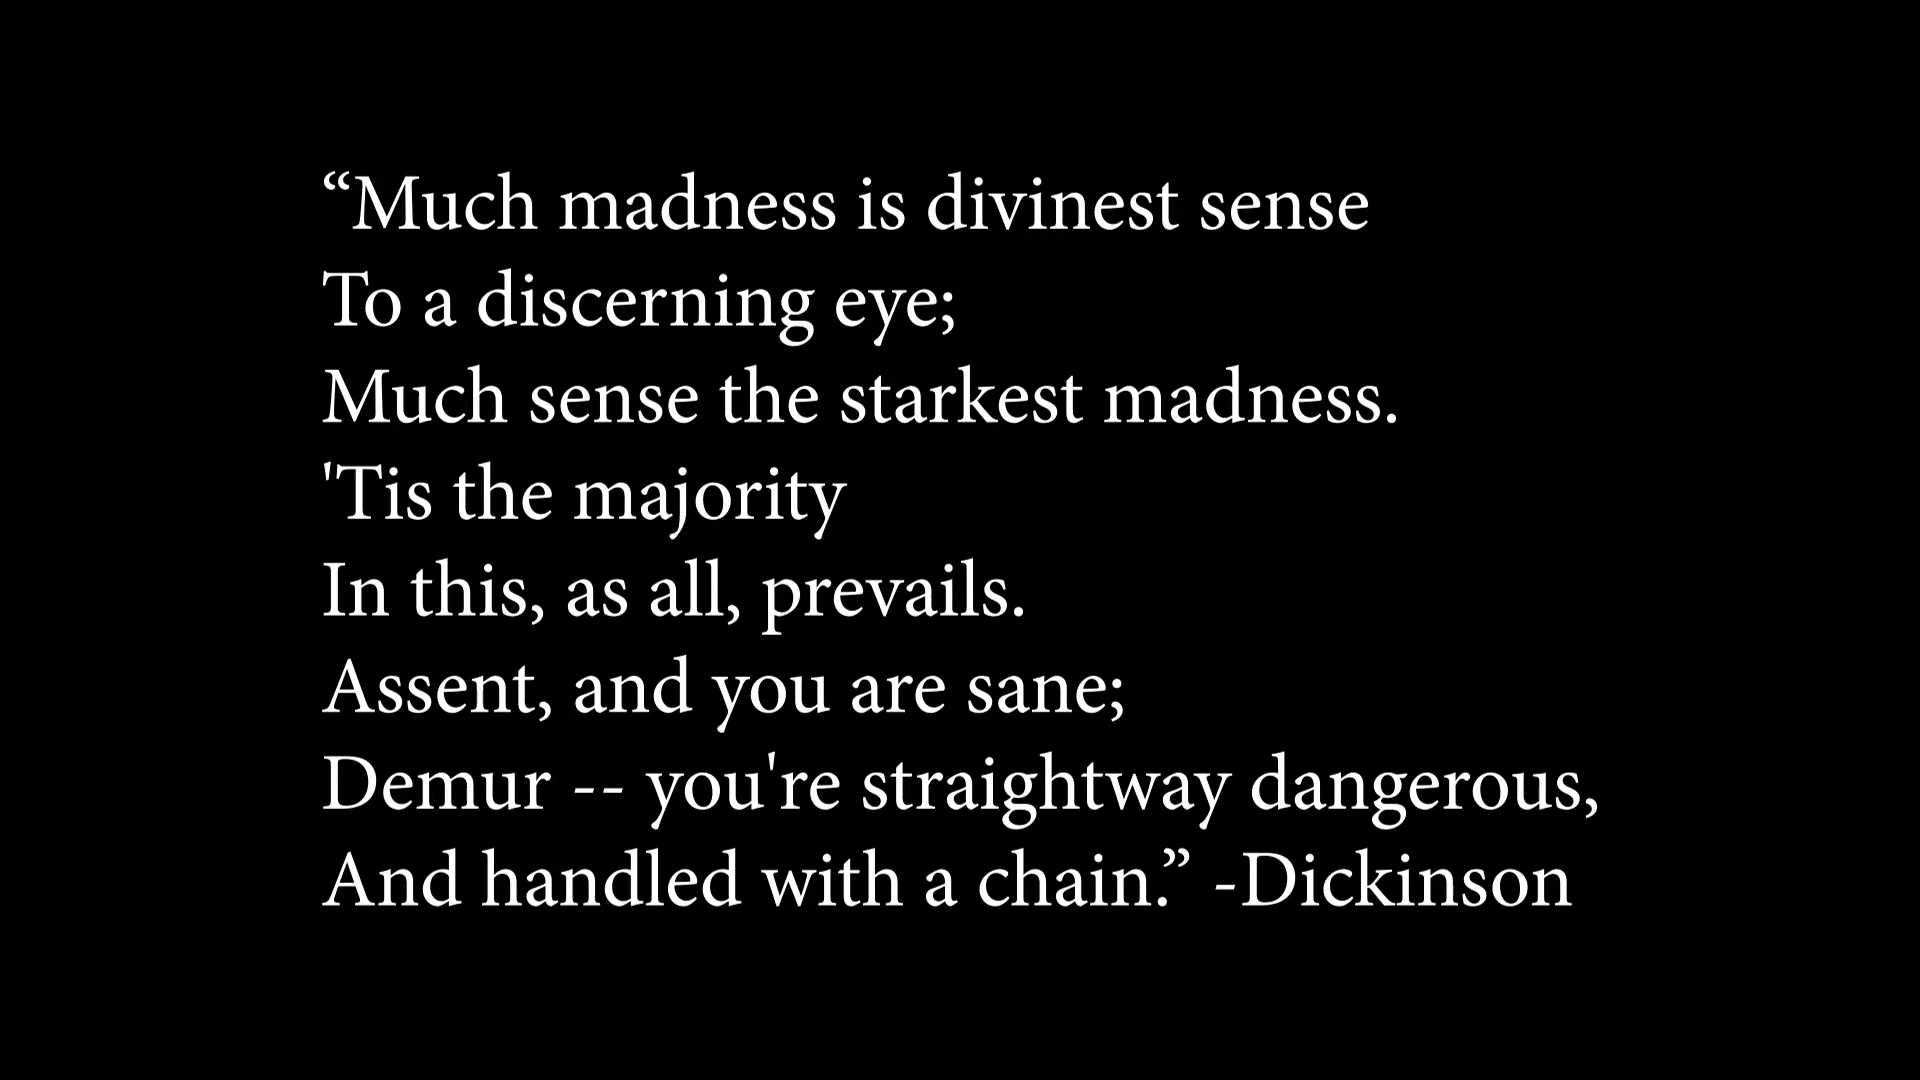 “Much madness is divinest sense
To a discerning eye;
Much sense the starkest madness.
'Tis the majority
In this, as all, prevails.
Assent, and you are sane;
Demur -- you're straightway dangerous,
And handled with a chain.” -Dickinson